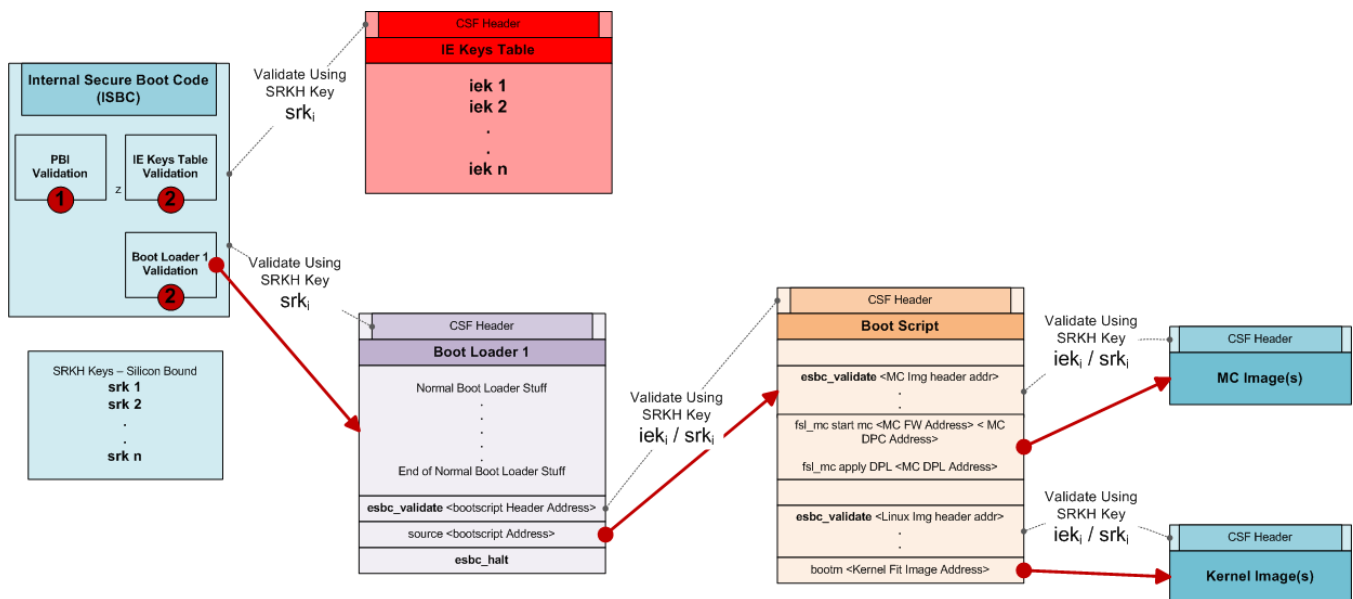 Internal Secure Boot Code
(ISBC)
PBI
Validation
1
z
IE Keys Table
Validation
2
Boot Loader 1
Validation
2
SRKH Keys – Silicon Bound
srk 1
srk 2
.
.
srk n
Validate Using
SRKH Key
srki
CSF Header
IE Keys Table
iek 1
iek 2
.
.
iek n
Validate Using
SRKH Key
srki
CSF Header
Boot Loader 1
Normal Boot Loader Stuff
.
.
.
.
.
End of Normal Boot Loader Stuff
esbc_validate <bootscript Header Address>
source <bootscript Address>
esbc_halt
Validate Using
SRKH Key
ieki / srki
CSF Header
Boot Script
esbc_validate <MC Img header addr>
.
.
fsl_mc start mc <MC FW Address> < MC
DPC Address>
fsl_mc apply DPL <MC DPL Address>
esbc_validate <Linux Img header addr>
.
.
bootm <Kernel Fit Image Address>
Validate Using
SRKH Key
ieki / srki
CSF Header
MC Image(s)
Validate Using
SRKH Key
ieki / srki
CSF Header
Kernel Image(s)